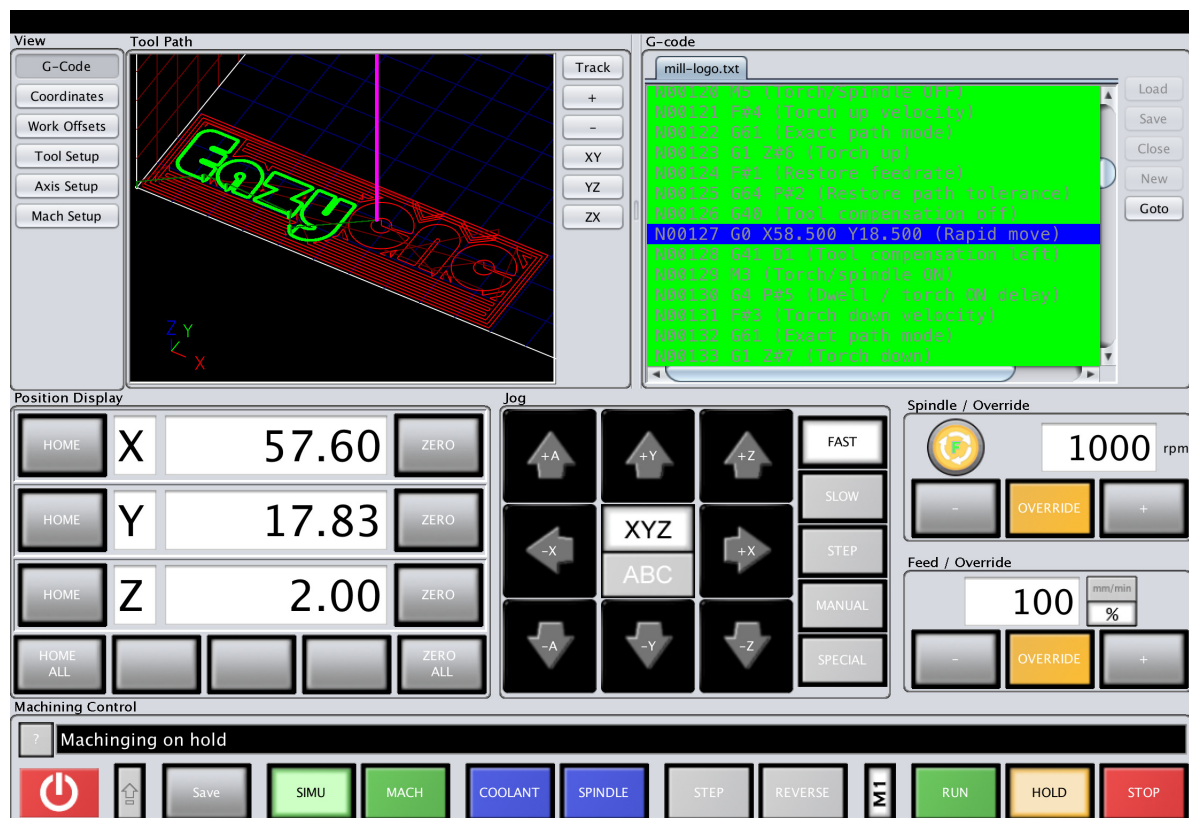 View
Tool Path
G-code
G-Code
Coordinates
Work Offsets
Tool Setup
Axis Setup
Mach Setup
Eazy
CNC
Z Y
X
Track
+
-
XY
YZ
ZX
mill-logo.txt
N00120 M5 (Torch/spindle OFF)
N00121 F#4 (Torch up velocity)
N00122 G61 (Exact path mode)
N00123 G1 Z#6 (Torch up)
N00124 F#1 (Restore feedrate)
N00125 G64 P#2 (Restore path tolerance)
N00126 G40 (Tool compensation off)
N00127 G0 X58.500 Y18.500 (Rapid move)
N00128 G41 D1 (Tool compensation left)
N00129 M3 (Torch/spindle ON)
N00130 G4 P#5 (Dwell / torch ON delay)
N00131 F#3 (Torch down velocity)
N00132 G61 (Exact path mode)
N00133 G1 Z#7 (Torch down)
Load
Save
Close
New
Goto
Position Display
HOME X 57.60 ZERO
HOME Y 17.83 ZERO
HOME Z 2.00 ZERO
HOME ALL
ZERO ALL
Jog
+A +Y +Z
-X XYZ +X
ABC
-A -Y -Z
FAST
SLOW
STEP
MANUAL
SPECIAL
Spindle / Override
F 1000 rpm
- OVERRIDE +
Feed / Override
100 mm/min
%
- OVERRIDE +
Machining Control
? Machinging on hold
Save SIMU MACH COOLANT SPINDLE STEP REVERSE M1 RUN HOLD STOP